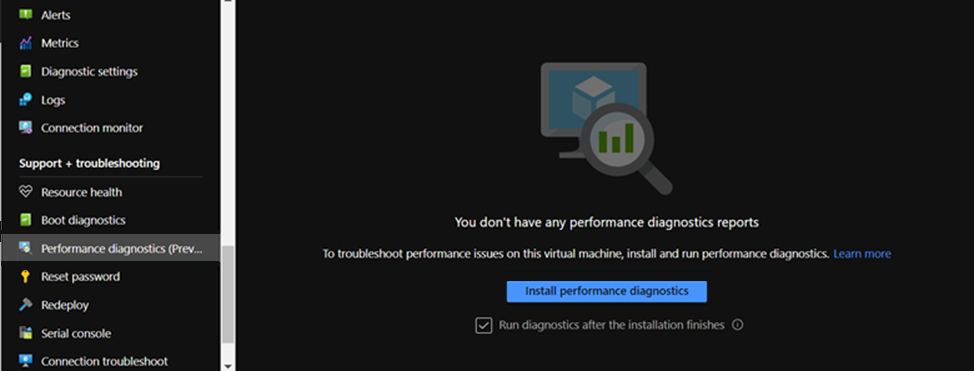 Alerts
Metrics
Diagnostic settings
Logs
Connection monitor
Support + troubleshooting
Resource health
Boot diagnostics
Performance diagnostics (Prev...
Reset password
Redeploy
Serial console
Connection troubleshoot
You don't have any performance diagnostics reports
To troubleshoot performance issues on this virtual machine, install and run performance diagnostics. Learn more
Install performance diagnostics
Run diagnostics after the installation finishes